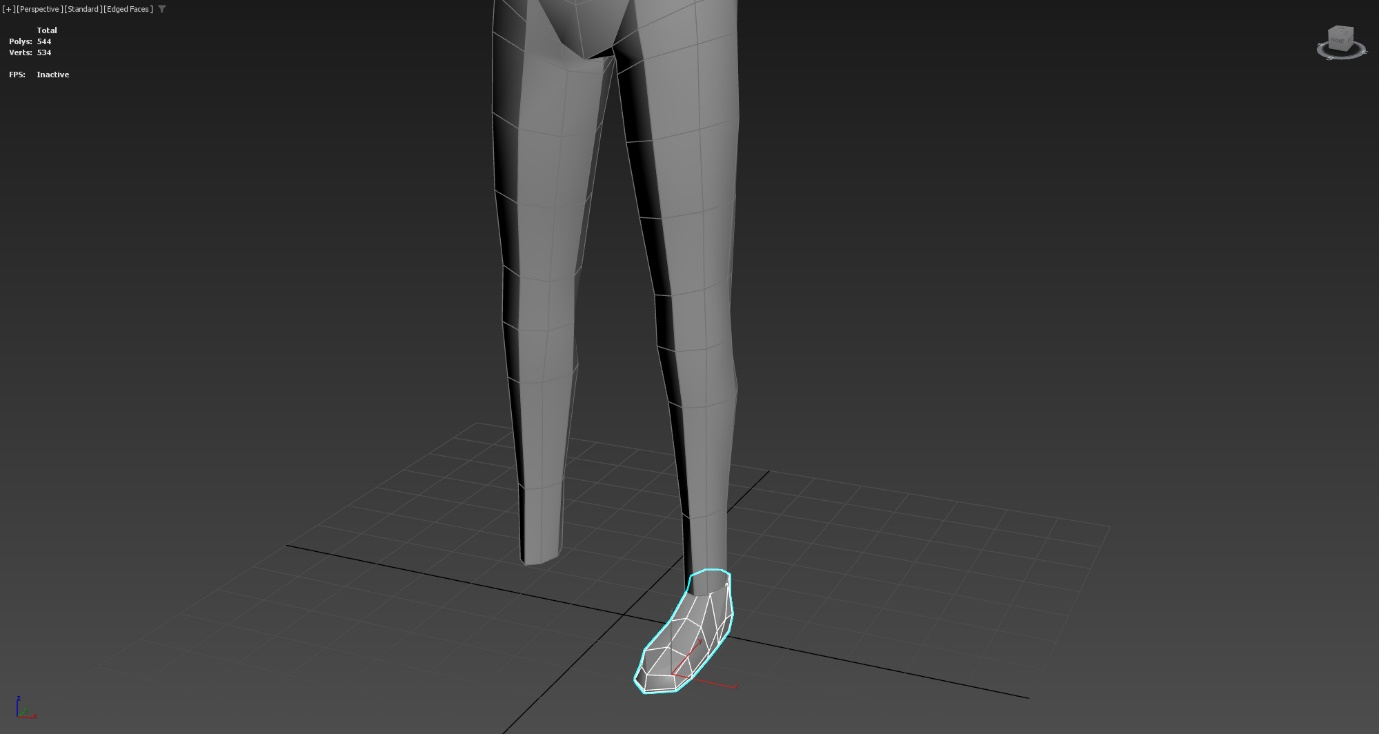 [+] [Perspective] [Standard] [Edged Faces]
Total
Polys: 544
Verts: 534
FPS: Inactive
z
x